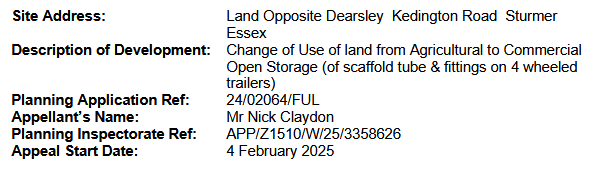 Site Address: Land Opposite Dearsley Kedington Road Sturmer
Essex
Description of Development: Change of Use of land from Agricultural to Commercial
Open Storage (of scaffold tube & fittings on 4 wheeled
trailers)
Planning Application Ref: 24/02064/FUL
Appellant's Name: Mr Nick Claydon
Planning Inspectorate Ref: APP/Z1510/W/25/3358626
Appeal Start Date: 4 February 2025